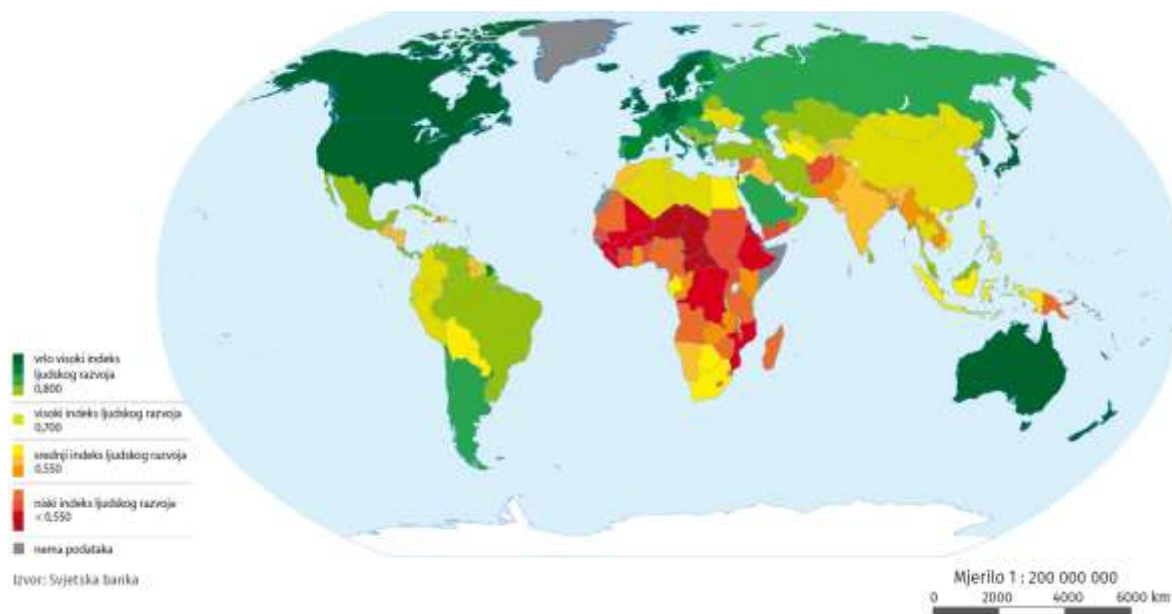 vrlo visoki indeks
ljudskog razvoja
0,800
visoki indeks ljudskog razvoja
0,700
srednji indeks ljudskog razvoja
0,550
niski indeks ljudskog razvoja
< 0,550
nema podataka
Izvor: Svjetska banka
Mjerilo 1 : 200 000 000
0 2000 4000 6000 km